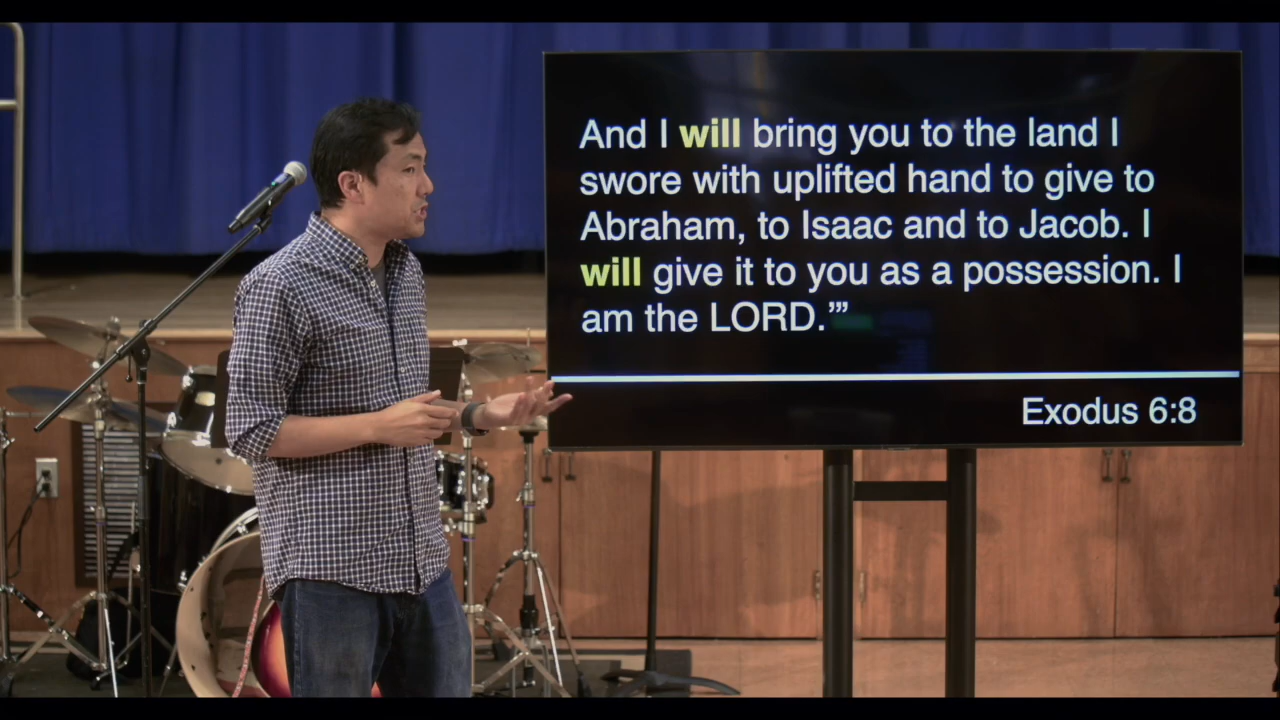 And I will bring you to the land I
swore with uplifted hand to give to
Abraham, to Isaac and to Jacob. I
will give it to you as a possession. I
am the LORD.’”
Exodus 6:8